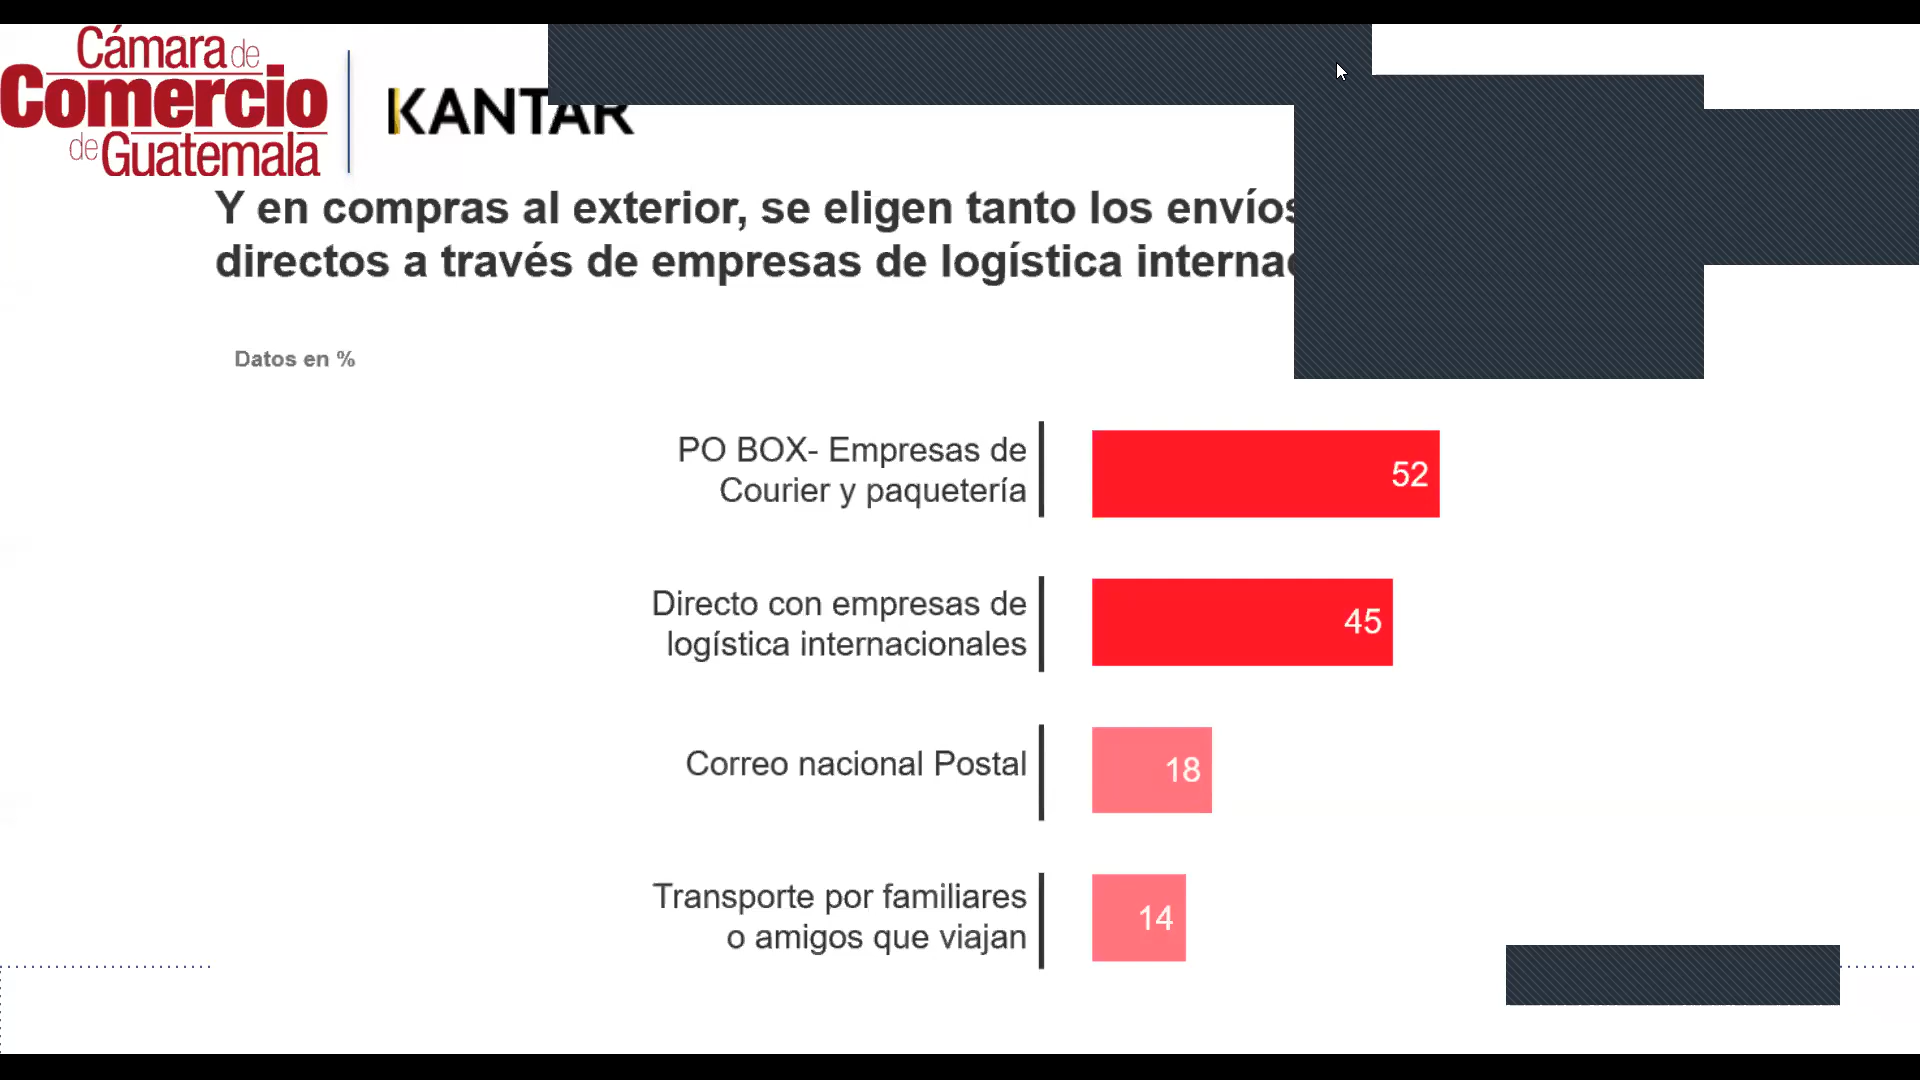 Cámara de
Comercio
de Guatemala
KANTAR
Y en compras al exterior, se eligen tanto los envíos
directos a través de empresas de logística
Datos en %
PO BOX- Empresas de
Courier y paquetería
52
Directo con empresas de
logística internacionales
45
Correo nacional Postal
18
Transporte por familiares
o amigos que viajan
14